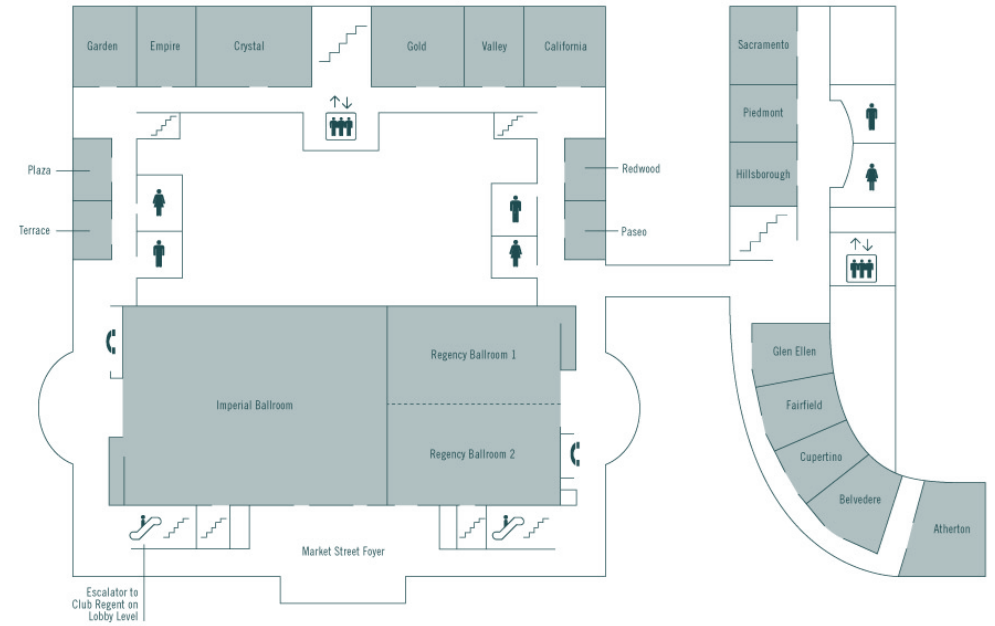 Garden
Empire
Crystal
Gold
Valley
California
Sacramento
Piedmont
Hillsborough
Plaza
Terrace
Redwood
Paseo
Glen Ellen
Fairfield
Cupertino
Belvedere
Atherton
Imperial Ballroom
Regency Ballroom 1
Regency Ballroom 2
Market Street Foyer
Escalator to
Club Regent on
Lobby Level